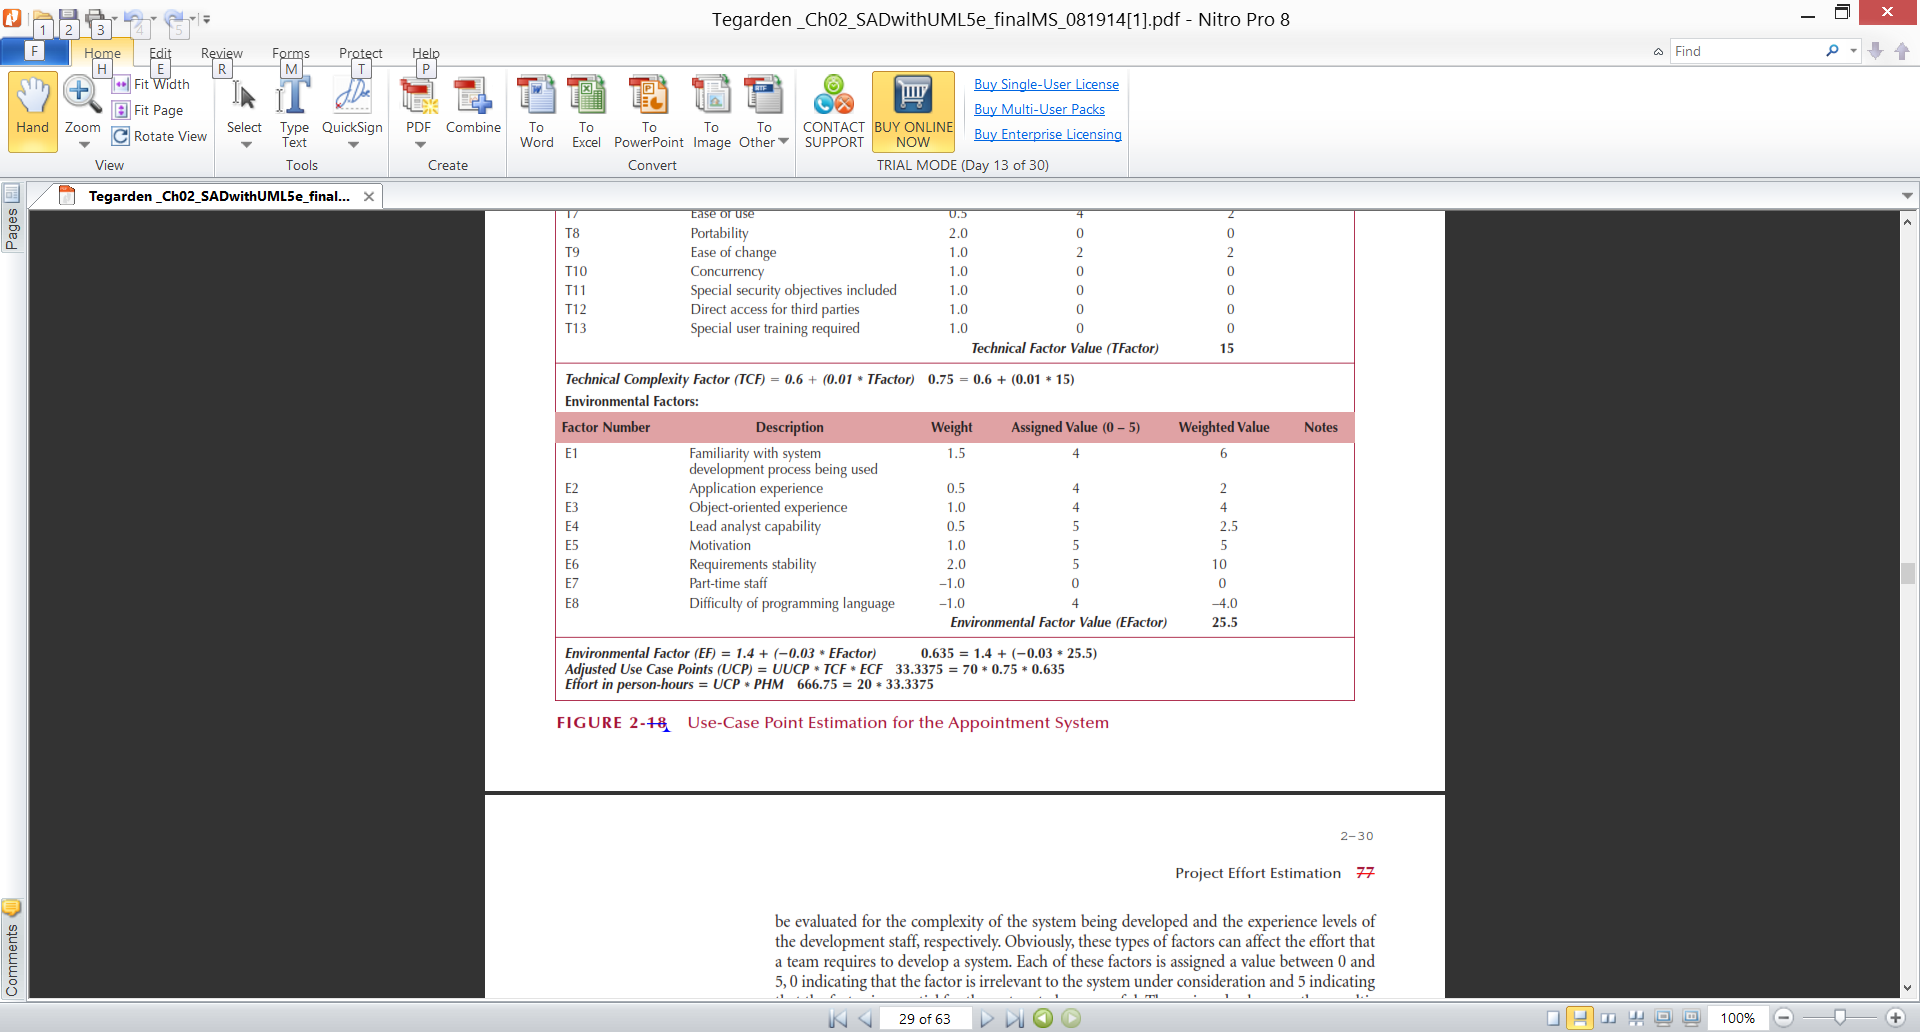 Tegarden _Ch02_SADwithUML5e_finalMS_081914[1].pdf - Nitro Pro 8
1 2 3 4 5
F Home Edit Review Forms Protect Help
H E R M T P
Find
Hand
Zoom
Fit Width
Fit Page
Rotate View
View
Select
Type Text
QuickSign
Tools
PDF
Combine
Create
To Word
To Excel
To PowerPoint
To Image
To Other
Convert
CONTACT SUPPORT
BUY ONLINE NOW
Buy Single-User License
Buy Multi-User Packs
Buy Enterprise Licensing
TRIAL MODE (Day 13 of 30)
Pages
Tegarden _Ch02_SADwithUML5e_final...
T7 Ease of use 0.5 4 2
T8 Portability 2.0 0 0
T9 Ease of change 1.0 2 2
T10 Concurrency 1.0 0 0
T11 Special security objectives included 1.0 0 0
T12 Direct access for third parties 1.0 0 0
T13 Special user training required 1.0 0 0
Technical Factor Value (TFactor) 15
Technical Complexity Factor (TCF) = 0.6 + (0.01 * TFactor) 0.75 = 0.6 + (0.01 * 15)
Environmental Factors:
Factor Number Description Weight Assigned Value (0 – 5) Weighted Value Notes
E1 Familiarity with system 1.5 4 6
development process being used
E2 Application experience 0.5 4 2
E3 Object-oriented experience 1.0 4 4
E4 Lead analyst capability 0.5 5 2.5
E5 Motivation 1.0 5 5
E6 Requirements stability 2.0 5 10
E7 Part-time staff –1.0 0 0
E8 Difficulty of programming language –1.0 4 –4.0
Environmental Factor Value (EFactor) 25.5
Environmental Factor (EF) = 1.4 + (−0.03 * EFactor) 0.635 = 1.4 + (−0.03 * 25.5)
Adjusted Use Case Points (UCP) = UUCP * TCF * ECF 33.3375 = 70 * 0.75 * 0.635
Effort in person-hours = UCP * PHM 666.75 = 20 * 33.3375
FIGURE 2-18 Use-Case Point Estimation for the Appointment System
2–30
Project Effort Estimation 77
be evaluated for the complexity of the system being developed and the experience levels of
the development staff, respectively. Obviously, these types of factors can affect the effort that
a team requires to develop a system. Each of these factors is assigned a value between 0 and
5, 0 indicating that the factor is irrelevant to the system under consideration and 5 indicating
Comments
29 of 63
100%